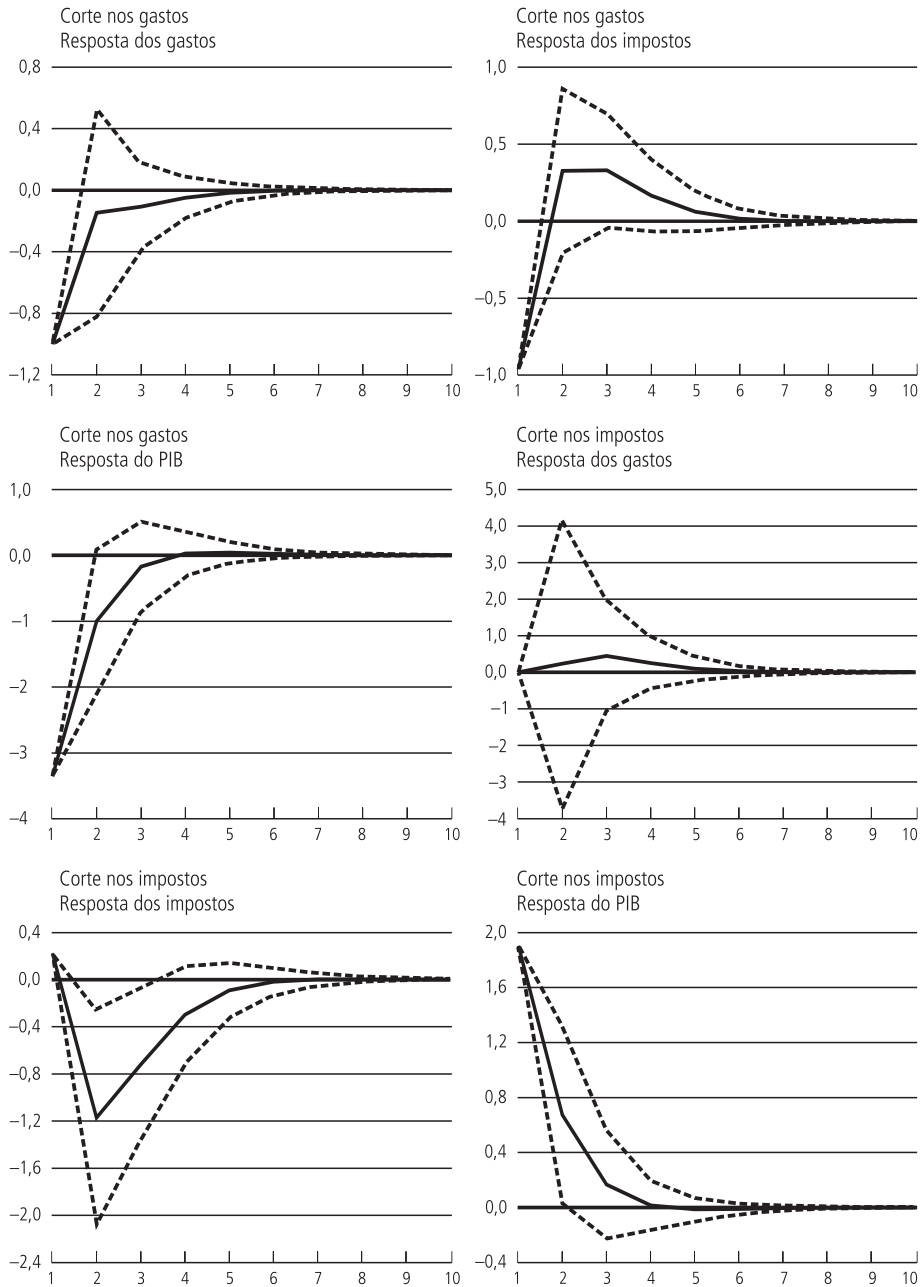 Corte nos gastos
Resposta dos gastos
0,8
0,4
0,0
−0,4
−0,8
−1,2
1 2 3 4 5 6 7 8 9 10
Corte nos gastos
Resposta dos impostos
1,0
0,5
0,0
−0,5
−1,0
1 2 3 4 5 6 7 8 9 10
Corte nos gastos
Resposta do PIB
1,0
0,0
−1
−2
−3
−4
1 2 3 4 5 6 7 8 9 10
Corte nos impostos
Resposta dos gastos
5,0
4,0
3,0
2,0
1,0
0,0
−1
−2
−3
−4
1 2 3 4 5 6 7 8 9 10
Corte nos impostos
Resposta dos impostos
0,4
0,0
−0,4
−0,8
−1,2
−1,6
−2,0
−2,4
1 2 3 4 5 6 7 8 9 10
Corte nos impostos
Resposta do PIB
2,0
1,6
1,2
0,8
0,4
0,0
−0,4
1 2 3 4 5 6 7 8 9 10